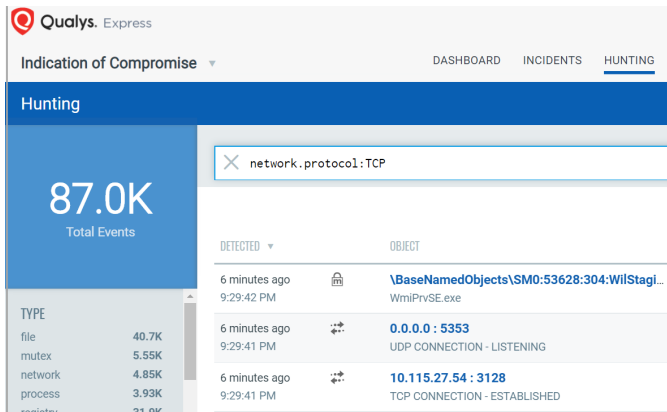 Qualys. Express
Indication of Compromise
DASHBOARD INCIDENTS HUNTING
Hunting
87.0K
Total Events
network.protocol:TCP
DETECTED OBJECT
6 minutes ago \BaseNamedObjects\SM0:53628:304:WilStagi...
9:29:42 PM WmiPrvSE.exe
6 minutes ago 0.0.0.0 : 5353
9:29:41 PM UDP CONNECTION - LISTENING
6 minutes ago 10.115.27.54 : 3128
9:29:41 PM TCP CONNECTION - ESTABLISHED
TYPE
file 40.7K
mutex 5.55K
network 4.85K
process 3.93K
registry 31.9K